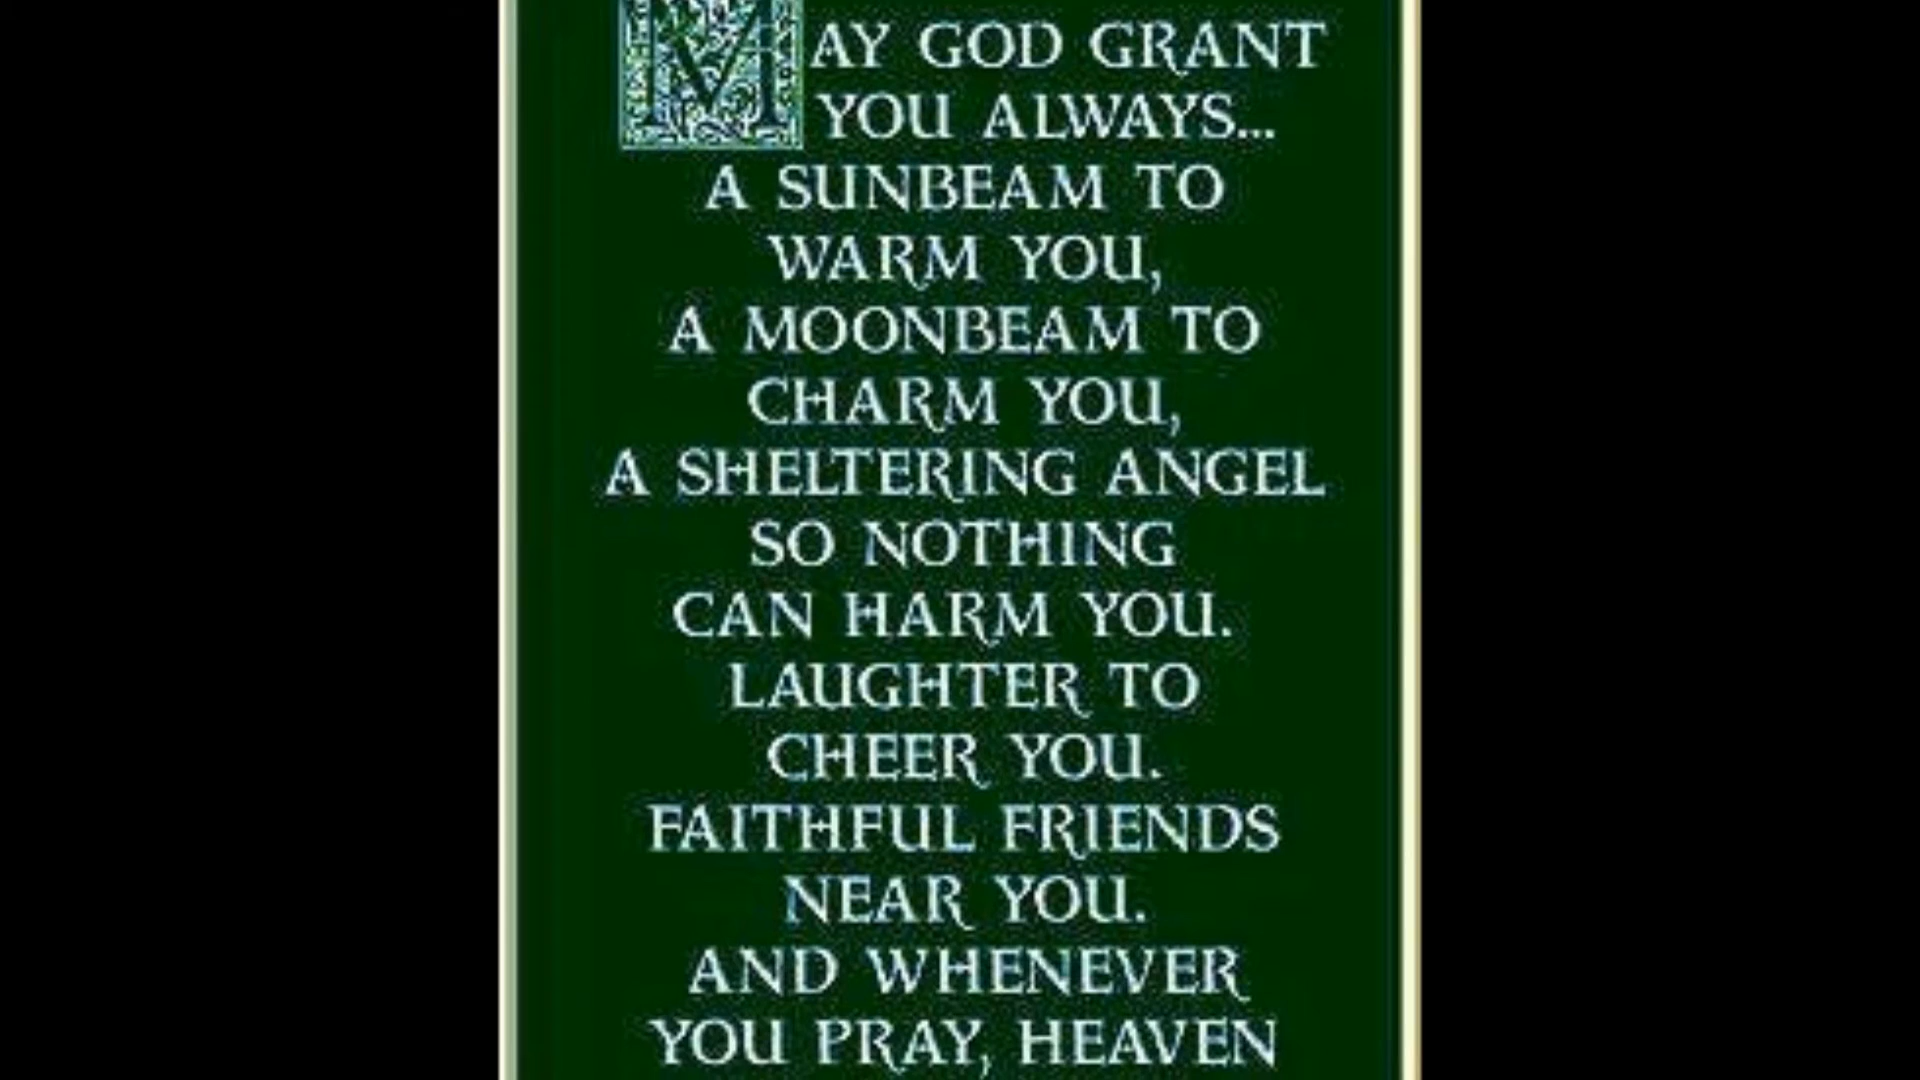 MAY GOD GRANT
YOU ALWAYS...
A SUNBEAM TO
WARM YOU,
A MOONBEAM TO
CHARM YOU,
A SHELTERING ANGEL
SO NOTHING
CAN HARM YOU.
LAUGHTER TO
CHEER YOU.
FAITHFUL FRIENDS
NEAR YOU.
AND WHENEVER
YOU PRAY, HEAVEN